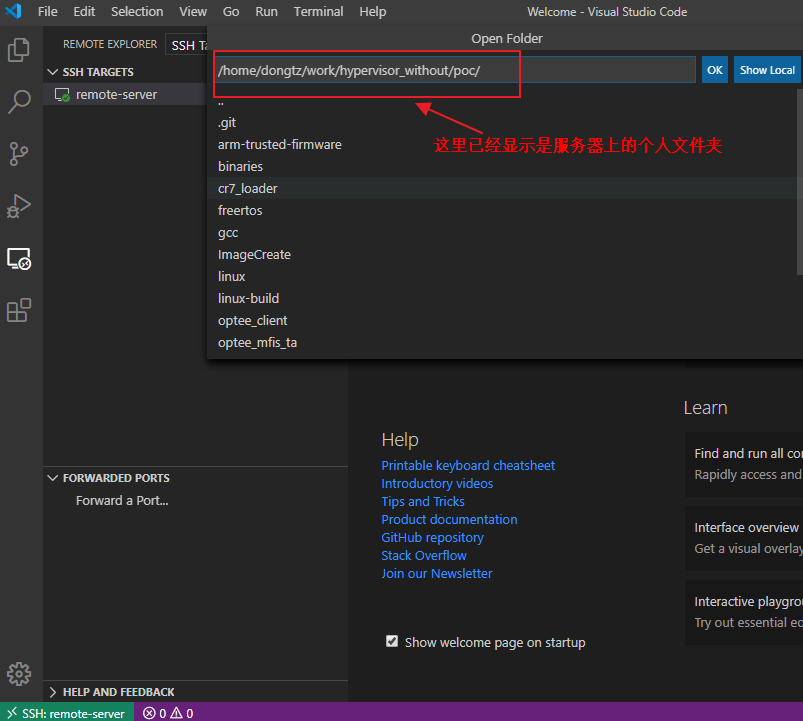 File Edit Selection View Go Run Terminal Help Welcome - Visual Studio Code
REMOTE EXPLORER SSH Ta
Open Folder
/home/dongtz/work/hypervisor_without/poc/ OK Show Local
SSH TARGETS
remote-server
..
.git
arm-trusted-firmware
这里已经显示是服务器上的个人文件夹
binaries
cr7_loader
freertos
gcc
ImageCreate
linux
linux-build
optee_client
optee_mfis_ta
Learn
Help
Printable keyboard cheatsheet
Introductory videos
Tips and Tricks
Product documentation
GitHub repository
Stack Overflow
Join our Newsletter
Find and run all co
Rapidly access and
Interface overview
Get a visual overlay
Interactive playgro
Try out essential ed
Show welcome page on startup
FORWARDED PORTS
Forward a Port...
HELP AND FEEDBACK
SSH: remote-server 0 0